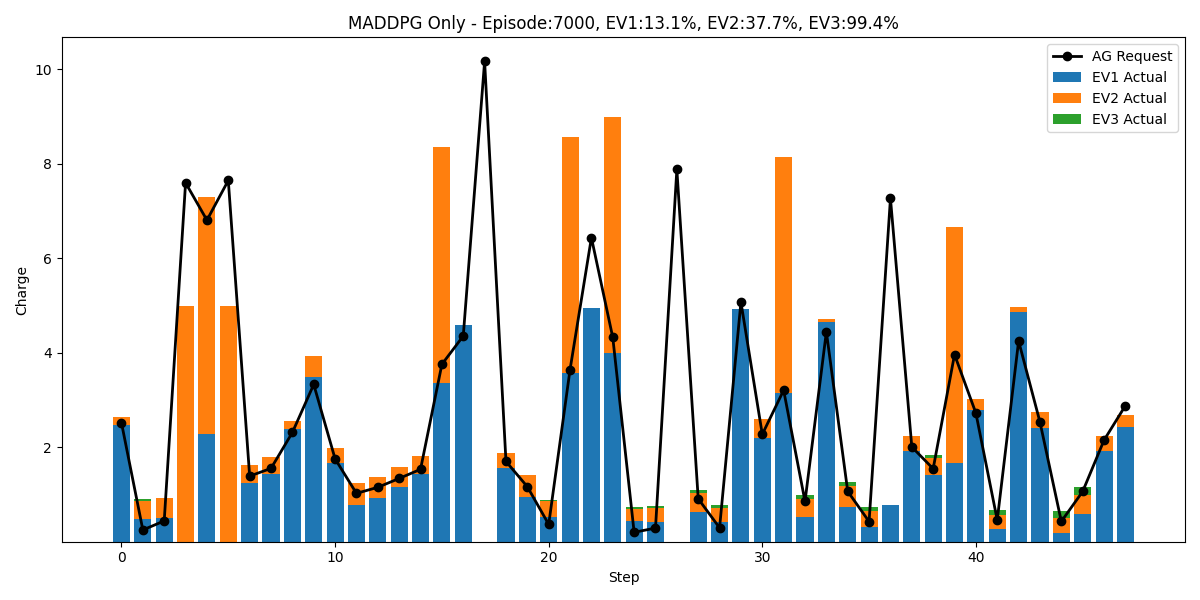 MADDPG Only - Episode:7000, EV1:13.1%, EV2:37.7%, EV3:99.4%
AG Request
EV1 Actual
EV2 Actual
EV3 Actual
Charge
10
8
6
4
2
0 10 20 30 40
Step